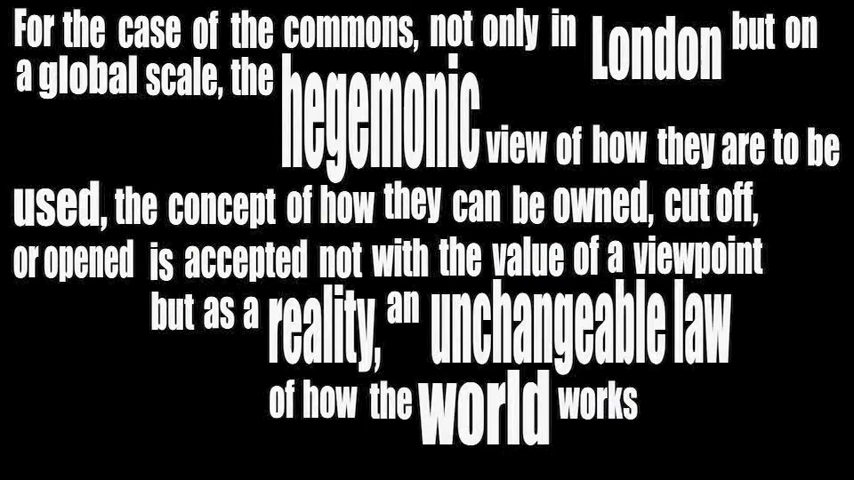 For the case of the commons, not only in London but on
a global scale, the
hegemonic view of how they are to be
used, the concept of how they can be owned, cut off,
or opened is accepted not with the value of a viewpoint
but as a reality, an unchangeable law
of how the world works